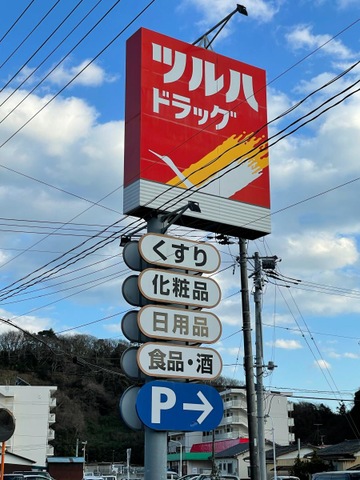 ツルハ
ドラッグ
くすり
化粧品
日用品
食品・酒
P→